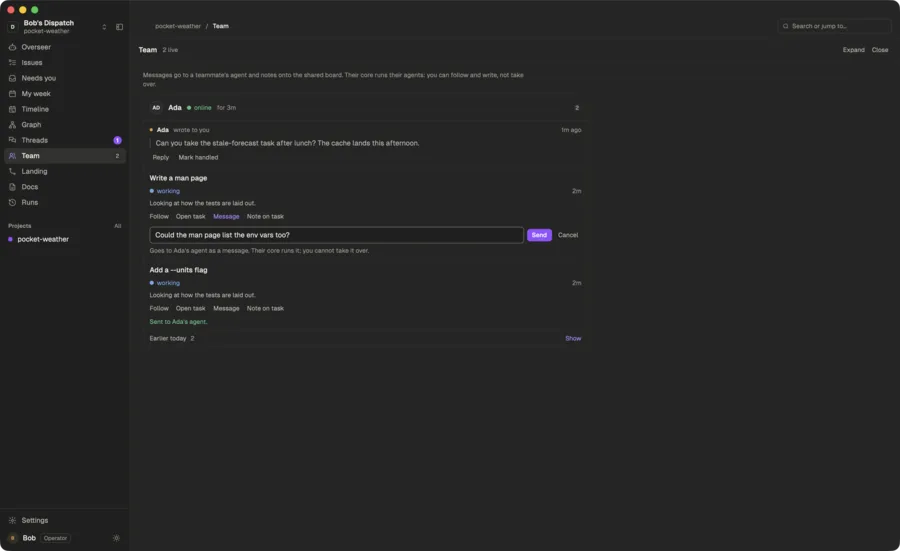 D
Bob's Dispatch
pocket-weather
Overseer
Issues
Needs you
My week
Timeline
Graph
Threads 1
Team 2
Landing
Docs
Runs
Projects All
pocket-weather
Settings
B Bob Operator
pocket-weather / Team
Search or jump to...
Team 2 live
Expand Close
Messages go to a teammate's agent and notes onto the shared board. Their core runs their agents: you can follow and write, not take
over.
AD Ada online for 3m 2
Ada wrote to you 1m ago
Can you take the stale-forecast task after lunch? The cache lands this afternoon.
Reply Mark handled
Write a man page
working 2m
Looking at how the tests are laid out.
Follow Open task Message Note on task
Could the man page list the env vars too? Send Cancel
Goes to Ada's agent as a message. Their core runs it; you cannot take it over.
Add a --units flag
working 2m
Looking at how the tests are laid out.
Follow Open task Message Note on task
Sent to Ada's agent.
Earlier today 2 Show